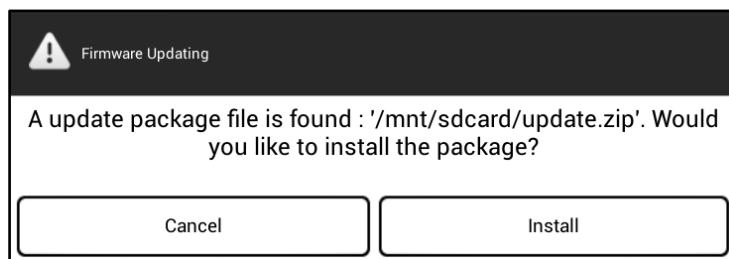 Firmware Updating
A update package file is found : '/mnt/sdcard/update.zip'. Would
you like to install the package?
Cancel
Install